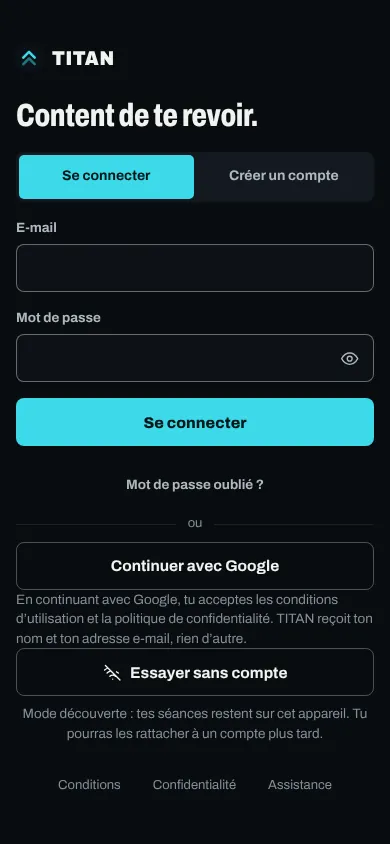 TITAN
Content de te revoir.
Se connecter
Créer un compte
E-mail
Mot de passe
Se connecter
Mot de passe oublié ?
ou
Continuer avec Google
En continuant avec Google, tu acceptes les conditions
d’utilisation et la politique de confidentialité. TITAN reçoit ton
nom et ton adresse e-mail, rien d’autre.
Essayer sans compte
Mode découverte : tes séances restent sur cet appareil. Tu
pourras les rattacher à un compte plus tard.
Conditions
Confidentialité
Assistance